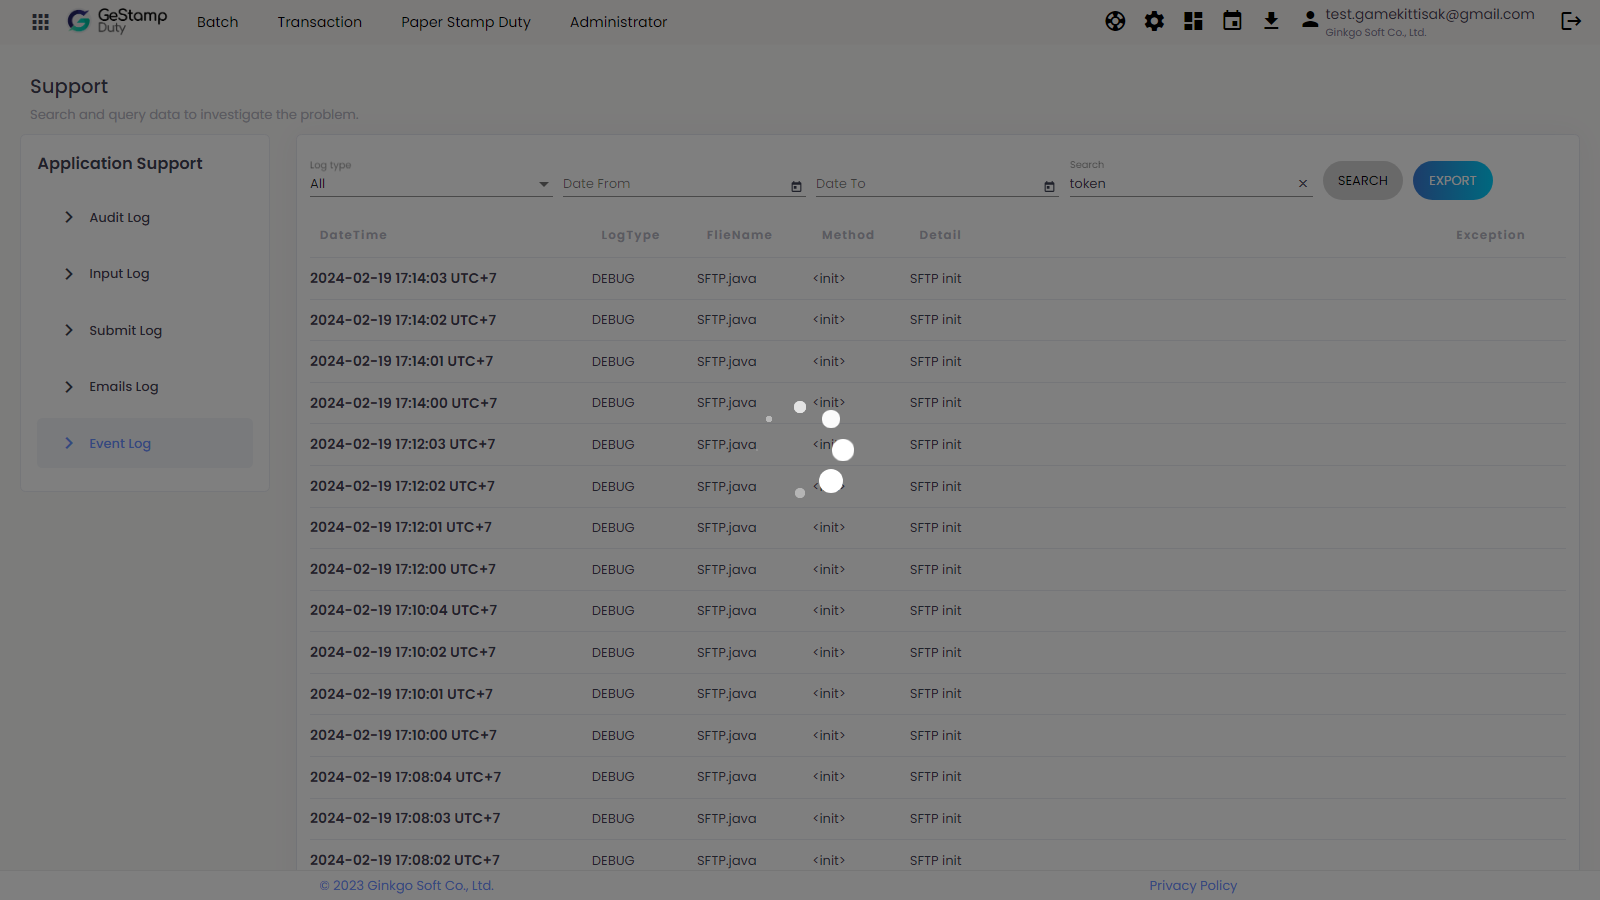 GeStamp
Duty
Batch
Transaction
Paper Stamp Duty
Administrator
test.gamekittisak@gmail.com
Ginkgo Soft Co., Ltd.
Support
Search and query data to investigate the problem.
Application Support
Audit Log
Input Log
Submit Log
Emails Log
Event Log
Log type
All
Date From
Date To
Search
token
SEARCH
EXPORT
DateTime LogType FlieName Method Detail Exception
2024-02-19 17:14:03 UTC+7 DEBUG SFTP.java <init> SFTP init
2024-02-19 17:14:02 UTC+7 DEBUG SFTP.java <init> SFTP init
2024-02-19 17:14:01 UTC+7 DEBUG SFTP.java <init> SFTP init
2024-02-19 17:14:00 UTC+7 DEBUG SFTP.java <init> SFTP init
2024-02-19 17:12:03 UTC+7 DEBUG SFTP.java SFTP init
2024-02-19 17:12:02 UTC+7 DEBUG SFTP.java SFTP init
2024-02-19 17:12:01 UTC+7 DEBUG SFTP.java <init> SFTP init
2024-02-19 17:12:00 UTC+7 DEBUG SFTP.java <init> SFTP init
2024-02-19 17:10:04 UTC+7 DEBUG SFTP.java <init> SFTP init
2024-02-19 17:10:02 UTC+7 DEBUG SFTP.java <init> SFTP init
2024-02-19 17:10:01 UTC+7 DEBUG SFTP.java <init> SFTP init
2024-02-19 17:10:00 UTC+7 DEBUG SFTP.java <init> SFTP init
2024-02-19 17:08:04 UTC+7 DEBUG SFTP.java <init> SFTP init
2024-02-19 17:08:03 UTC+7 DEBUG SFTP.java <init> SFTP init
2024-02-19 17:08:02 UTC+7 DEBUG SFTP.java <init> SFTP init
© 2023 Ginkgo Soft Co., Ltd.
Privacy Policy